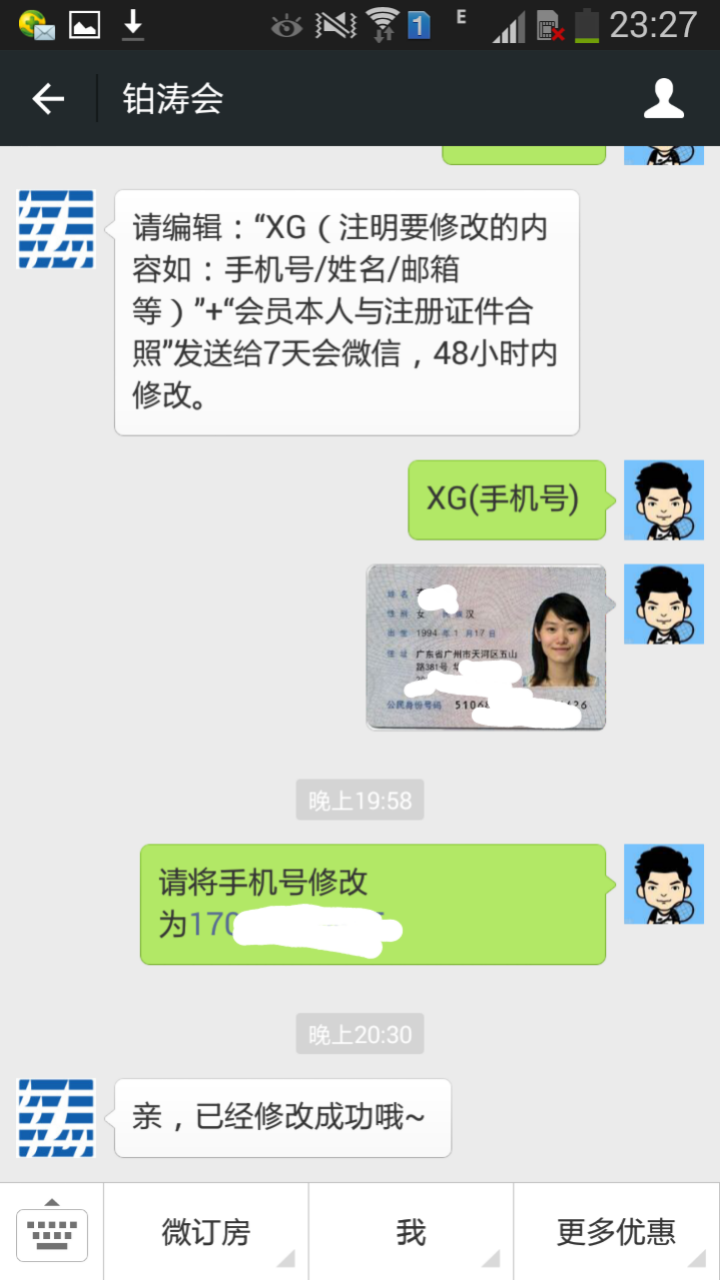 E
23:27
铂涛会
请编辑：“XG（注明要修改的内
容如：手机号/姓名/邮箱
等）”+“会员本人与注册证件合
照”发送给7天会微信，48小时内
修改。
XG(手机号)
姓名
性别 女 民族 汉
出生 1994 年 1 月 17 日
住址 广东省广州市天河区五山
路381号
公民身份号码
晚上19:58
请将手机号修改
为170
晚上20:30
亲，已经修改成功哦~
微订房
我
更多优惠